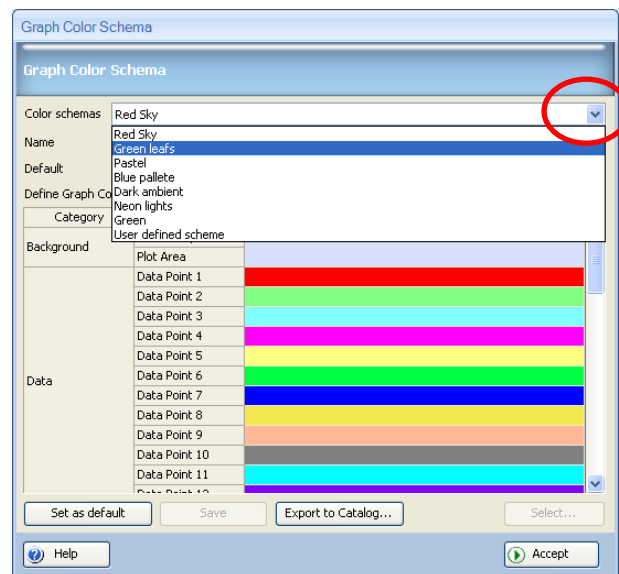 Graph Color Schema
Graph Color Schema
Color schemas Red Sky
Red Sky
Name
Green leafs
Pastel
Default
Blue pallete
Dark ambient
Define Graph Co
Neon lights
Category
Green
User defined scheme
Background
Plot Area
Data Point 1
Data Point 2
Data Point 3
Data Point 4
Data Point 5
Data
Data Point 6
Data Point 7
Data Point 8
Data Point 9
Data Point 10
Data Point 11
Data Point 12
Set as default Save Export to Catalog... Select...
Help Accept